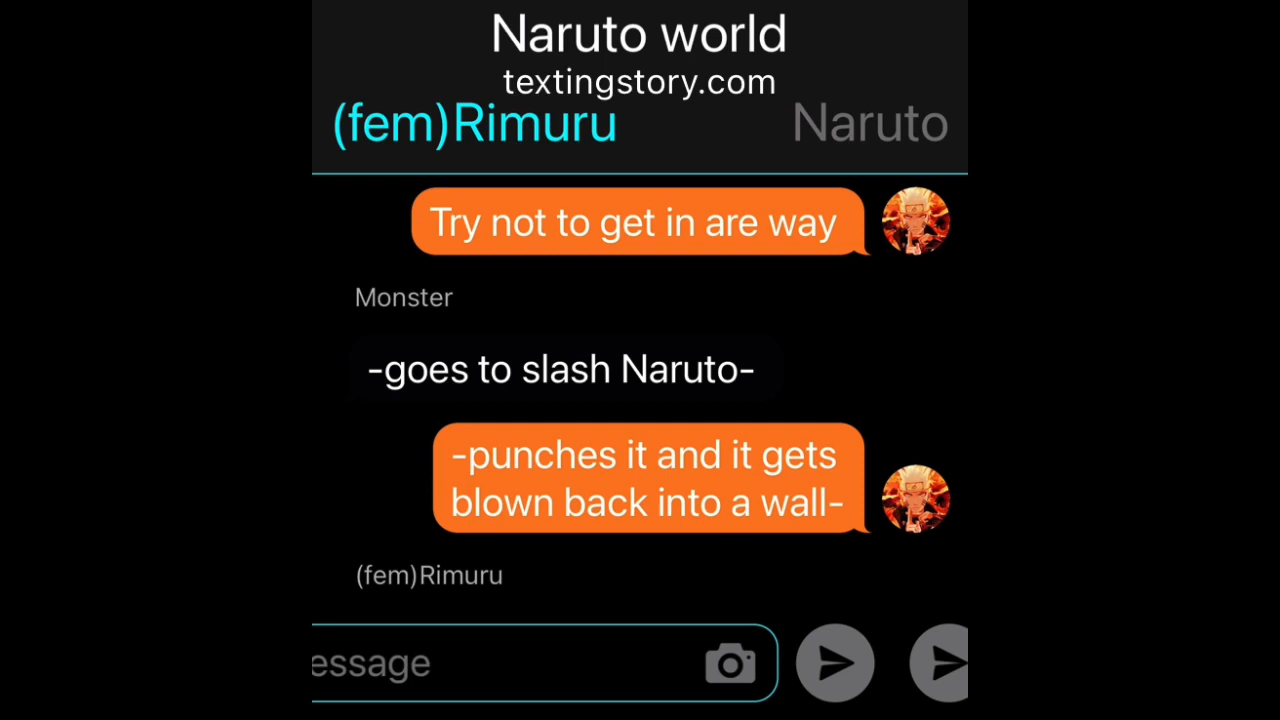 Naruto world
textingstory.com
(fem)Rimuru Naruto
Try not to get in are way
Monster
-goes to slash Naruto-
-punches it and it gets
blown back into a wall-
(fem)Rimuru
essage